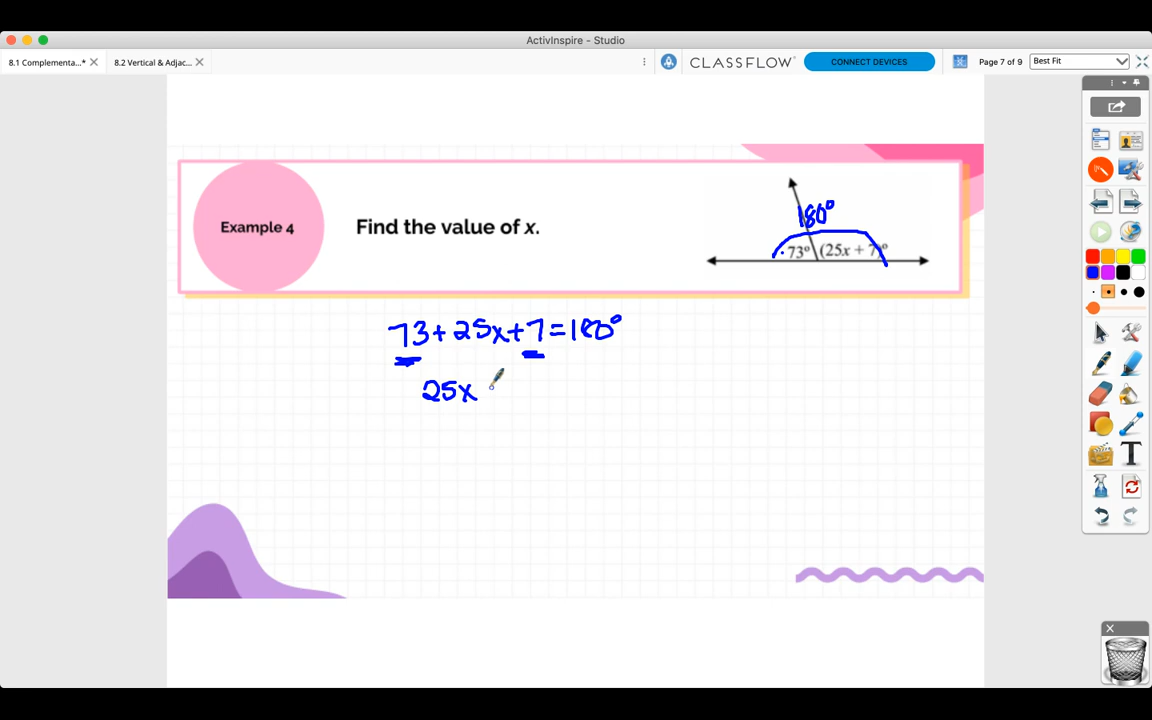 ActivInspire - Studio
8.1 Complementa...*
8.2 Vertical & Adjac...
CLASSFLOW
CONNECT DEVICES
Page 7 of 9
Best Fit
Example 4
Find the value of x.
180°
73° (25x + 7)°
73 + 25x + 7 = 180°
25x
T
X